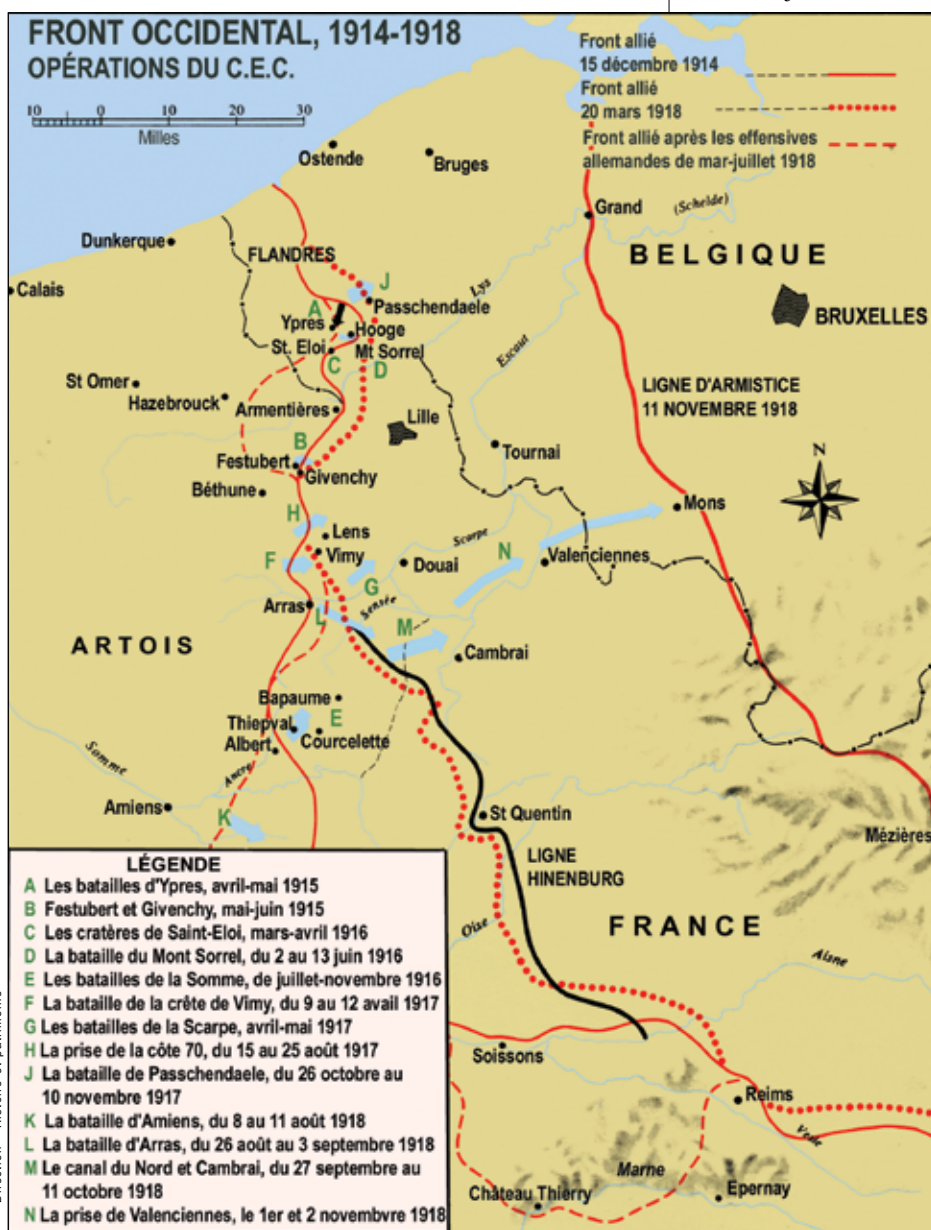 FRONT OCCIDENTAL, 1914-1918
OPÉRATIONS DU C.E.C.
10 0 10 20 30
Milles
Front allié
15 décembre 1914
Front allié
20 mars 1918
Front allié après les effensives
allemandes de mar-juillet 1918
Ostende
Bruges
Grand
(Schelde)
Dunkerque
FLANDRES
BELGIQUE
Calais
Lys
J
A
Passchendaele
BRUXELLES
Ypres
Hooge
Escaut
St. Eloi
Mt Sorrel
C
D
St Omer
Hazebrouck
LIGNE D'ARMISTICE
11 NOVEMBRE 1918
Armentières
Lille
B
Tournai
N
Festubert
Givenchy
Béthune
Mons
H
Lens
Scarpe
Vimy
N
F
Douai
Valenciennes
G
Arras
Sensée
L
M
ARTOIS
Cambrai
Bapaume
Thiepval
E
Albert
Courcelette
Somme
Ancre
Amiens
K
St Quentin
Mézières
LIGNE
HINENBURG
FRANCE
Oise
Aisne
Soissons
Reims
Vesle
Marne
Château Thierry
Epernay
LÉGENDE
A Les batailles d'Ypres, avril-mai 1915
B Festubert et Givenchy, mai-juin 1915
C Les cratères de Saint-Eloi, mars-avril 1916
D La bataille du Mont Sorrel, du 2 au 13 juin 1916
E Les batailles de la Somme, de juillet-novembre 1916
F La bataille de la crête de Vimy, du 9 au 12 avail 1917
G Les batailles de la Scarpe, avril-mai 1917
H La prise de la côte 70, du 15 au 25 août 1917
J La bataille de Passchendaele, du 26 octobre au
10 novembre 1917
K La bataille d'Amiens, du 8 au 11 août 1918
L La bataille d'Arras, du 26 août au 3 septembre 1918
M Le canal du Nord et Cambrai, du 27 septembre au
11 octobre 1918
N La prise de Valenciennes, le 1er et 2 novembvre 1918